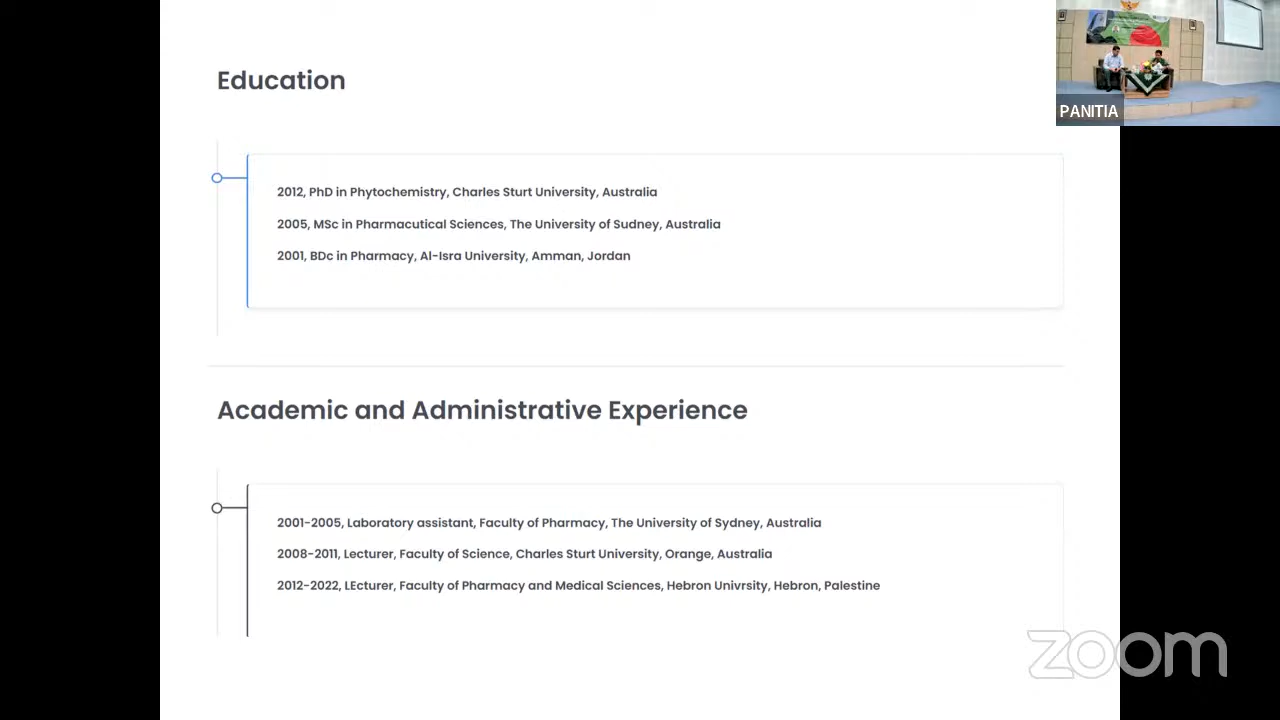 Education
PANITIA
2012, PhD in Phytochemistry, Charles Sturt University, Australia
2005, MSc in Pharmacutical Sciences, The University of Sudney, Australia
2001, BDc in Pharmacy, Al-Isra University, Amman, Jordan
Academic and Administrative Experience
2001-2005, Laboratory assistant, Faculty of Pharmacy, The University of Sydney, Australia
2008-2011, Lecturer, Faculty of Science, Charles Sturt University, Orange, Australia
2012-2022, LEcturer, Faculty of Pharmacy and Medical Sciences, Hebron Univrsity, Hebron, Palestine
zoom